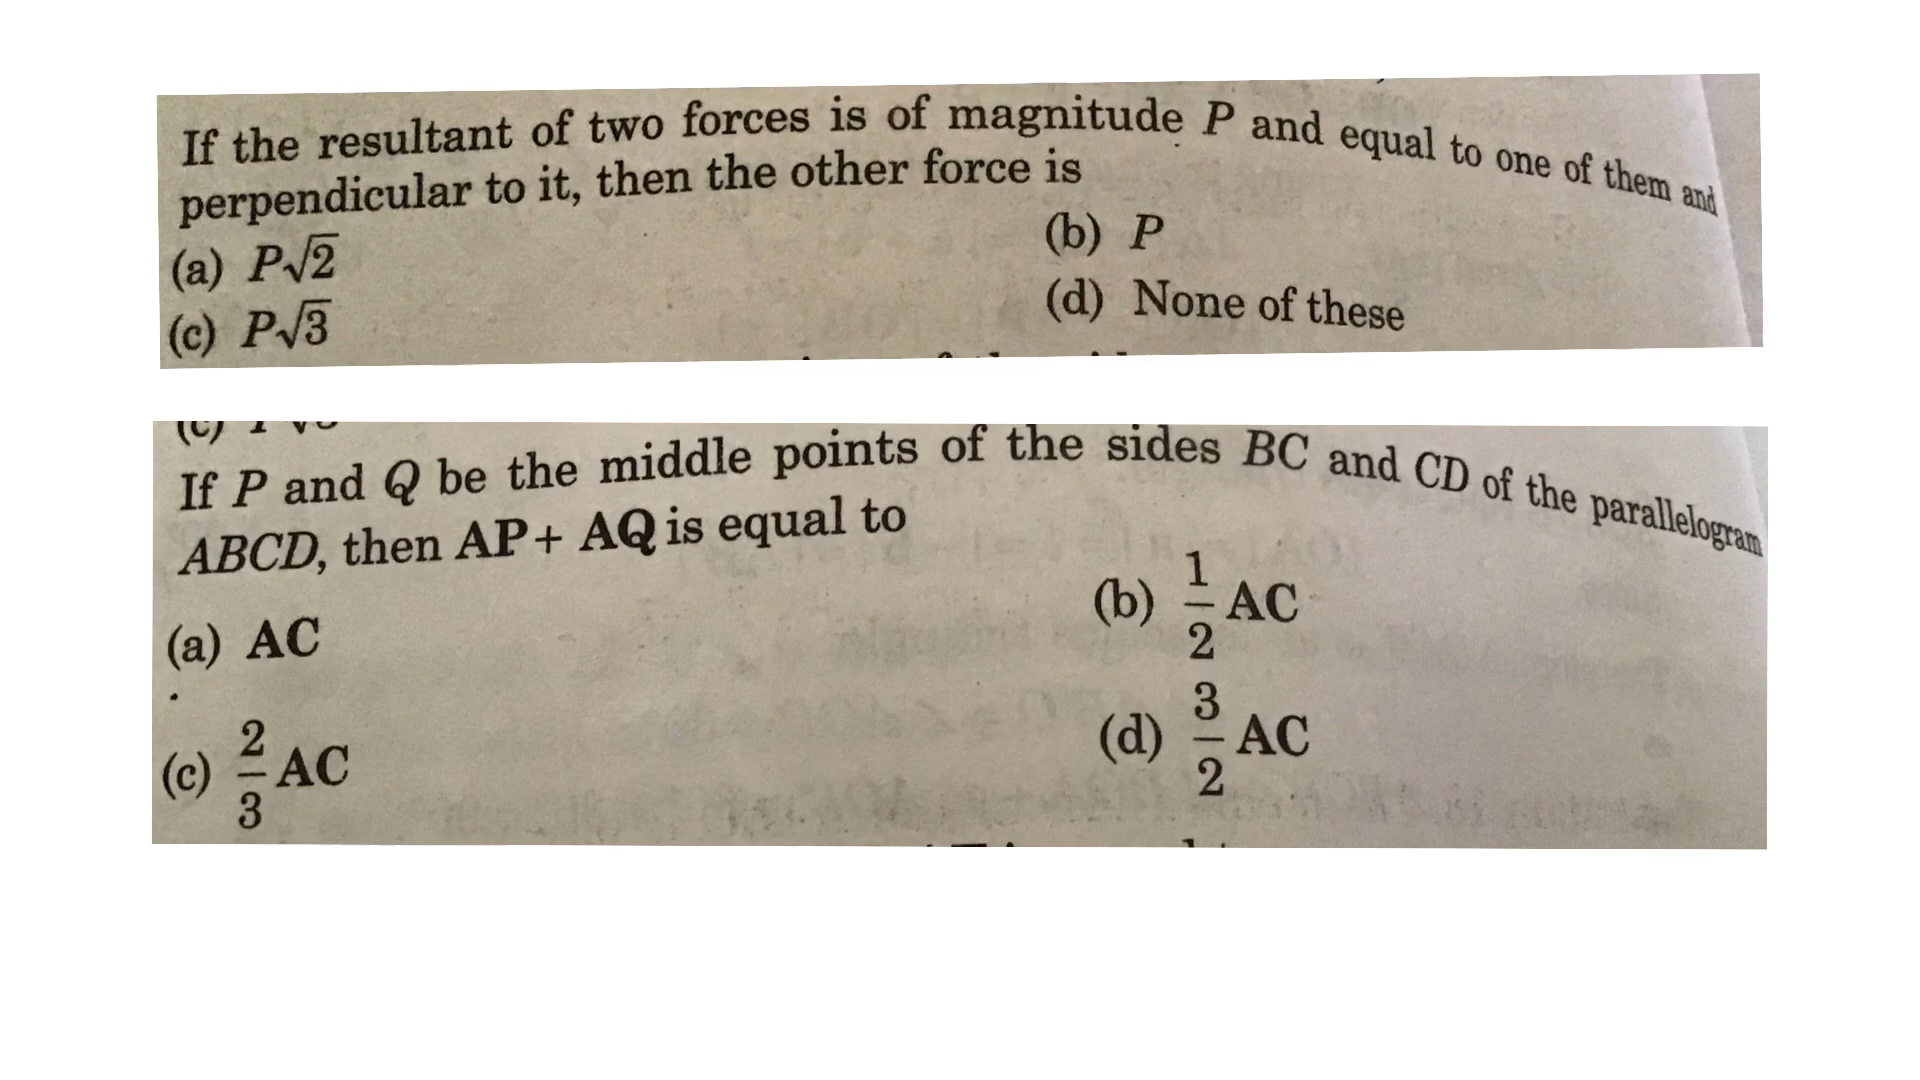 If the resultant of two forces is of magnitude P and equal to one of them and
perpendicular to it, then the other force is
(a) P√2 (b) P
(c) P√3 (d) None of these
If P and Q be the middle points of the sides BC and CD of the parallelogram
ABCD, then AP+ AQ is equal to
(a) AC (b) 1/2 AC
(c) 2/3 AC (d) 3/2 AC